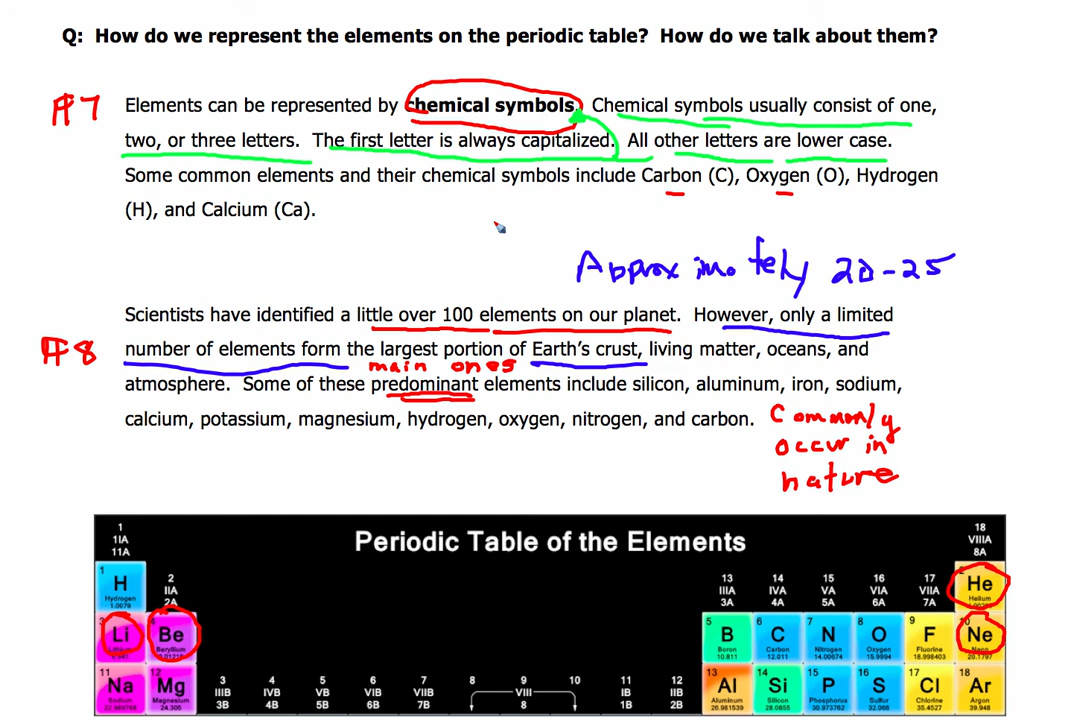 Q: How do we represent the elements on the periodic table? How do we talk about them?
#7
Elements can be represented by chemical symbols. Chemical symbols usually consist of one,
two, or three letters. The first letter is always capitalized. All other letters are lower case.
Some common elements and their chemical symbols include Carbon (C), Oxygen (O), Hydrogen
(H), and Calcium (Ca).
Approximately 20-25
Scientists have identified a little over 100 elements on our planet. However, only a limited
#8
number of elements form the largest portion of Earth's crust, living matter, oceans, and
main ones
atmosphere. Some of these predominant elements include silicon, aluminum, iron, sodium,
calcium, potassium, magnesium, hydrogen, oxygen, nitrogen, and carbon.
Commonly
occur in
nature
Periodic Table of the Elements
1 18
IIA VIIIA
11A 8A
1 H Hydrogen 1.0079
2 IIA 2A
13 IIIA 3A
14 IVA 4A
15 VA 5A
16 VIA 6A
17 VIIA 7A
He Helium
Li
Be Beryllium
5 B Boron 10.811
6 C Carbon 12.011
7 N Nitrogen 14.00674
8 O Oxygen 15.9994
9 F Fluorine 18.998403
10 Ne Neon 20.1797
11 Na Sodium
12 Mg Magnesium 24.305
3 IIIB 3B
4 IVB 4B
5 VB 5B
6 VIB 6B
7 VIIB 7B
8 9 10
VIII
8
11 IB 1B
12 IIB 2B
13 Al Aluminum 26.981539
14 Si Silicon 28.0855
15 P Phosphorus 30.973762
16 S Sulfur 32.066
17 Cl Chlorine 35.4527
18 Ar Argon 39.948